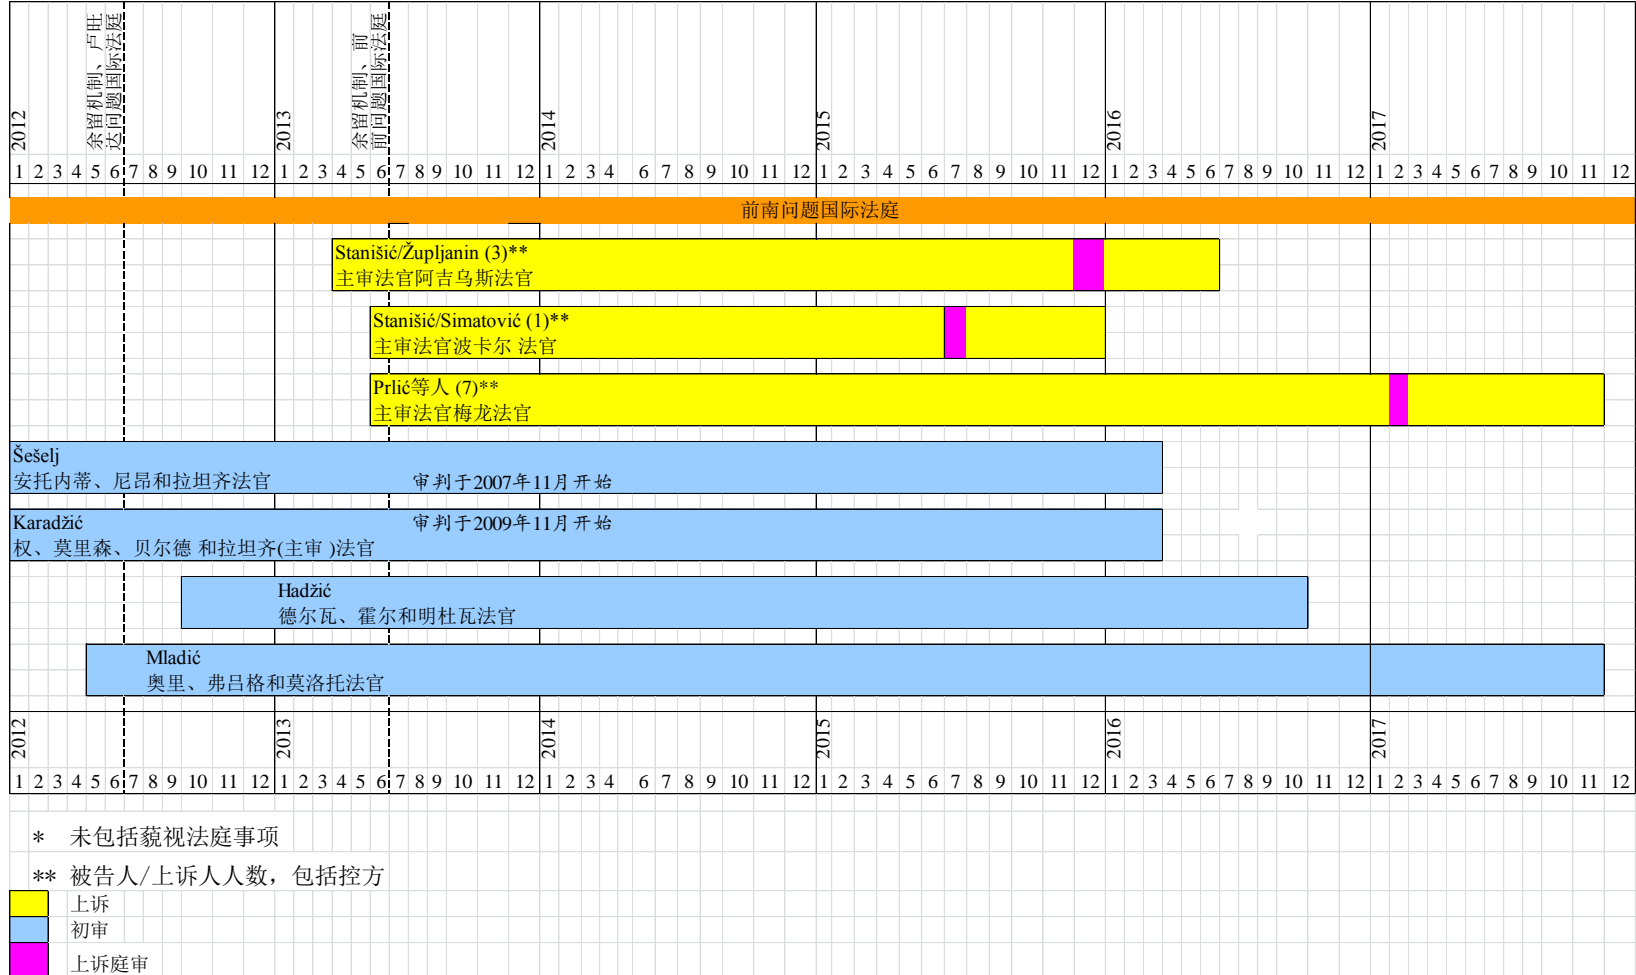 2012
余留机制、卢旺
达问题国际法庭
2013
余留机制、前
前问题国际法庭
2014
2015
2016
2017
1 2 3 4 5 6 7 8 9 10 11 12 1 2 3 4 5 6 7 8 9 10 11 12 1 2 3 4 6 7 8 9 10 11 12 1 2 3 4 5 6 7 8 9 10 11 12 1 2 3 4 5 6 7 8 9 10 11 12 1 2 3 4 5 6 7 8 9 10 11 12
前南问题国际法庭
Stanišić/Župljanin (3)**
主审法官阿吉乌斯法官
Stanišić/Simatović (1)**
主审法官波卡尔 法官
Prlić等人 (7)**
主审法官梅龙法官
Šešelj
安托内蒂、尼昂和拉坦齐法官 审判于2007年11月开始
Karadžić 审判于2009年11月开始
权、莫里森、贝尔德 和拉坦齐(主审 )法官
Hadžić
德尔瓦、霍尔和明杜瓦法官
Mladić
奥里、弗吕格和莫洛托法官
2012
2013
2014
2015
2016
2017
1 2 3 4 5 6 7 8 9 10 11 12 1 2 3 4 5 6 7 8 9 10 11 12 1 2 3 4 6 7 8 9 10 11 12 1 2 3 4 5 6 7 8 9 10 11 12 1 2 3 4 5 6 7 8 9 10 11 12 1 2 3 4 5 6 7 8 9 10 11 12
* 未包括藐视法庭事项
** 被告人/上诉人人数，包括控方
上诉
初审
上诉庭审